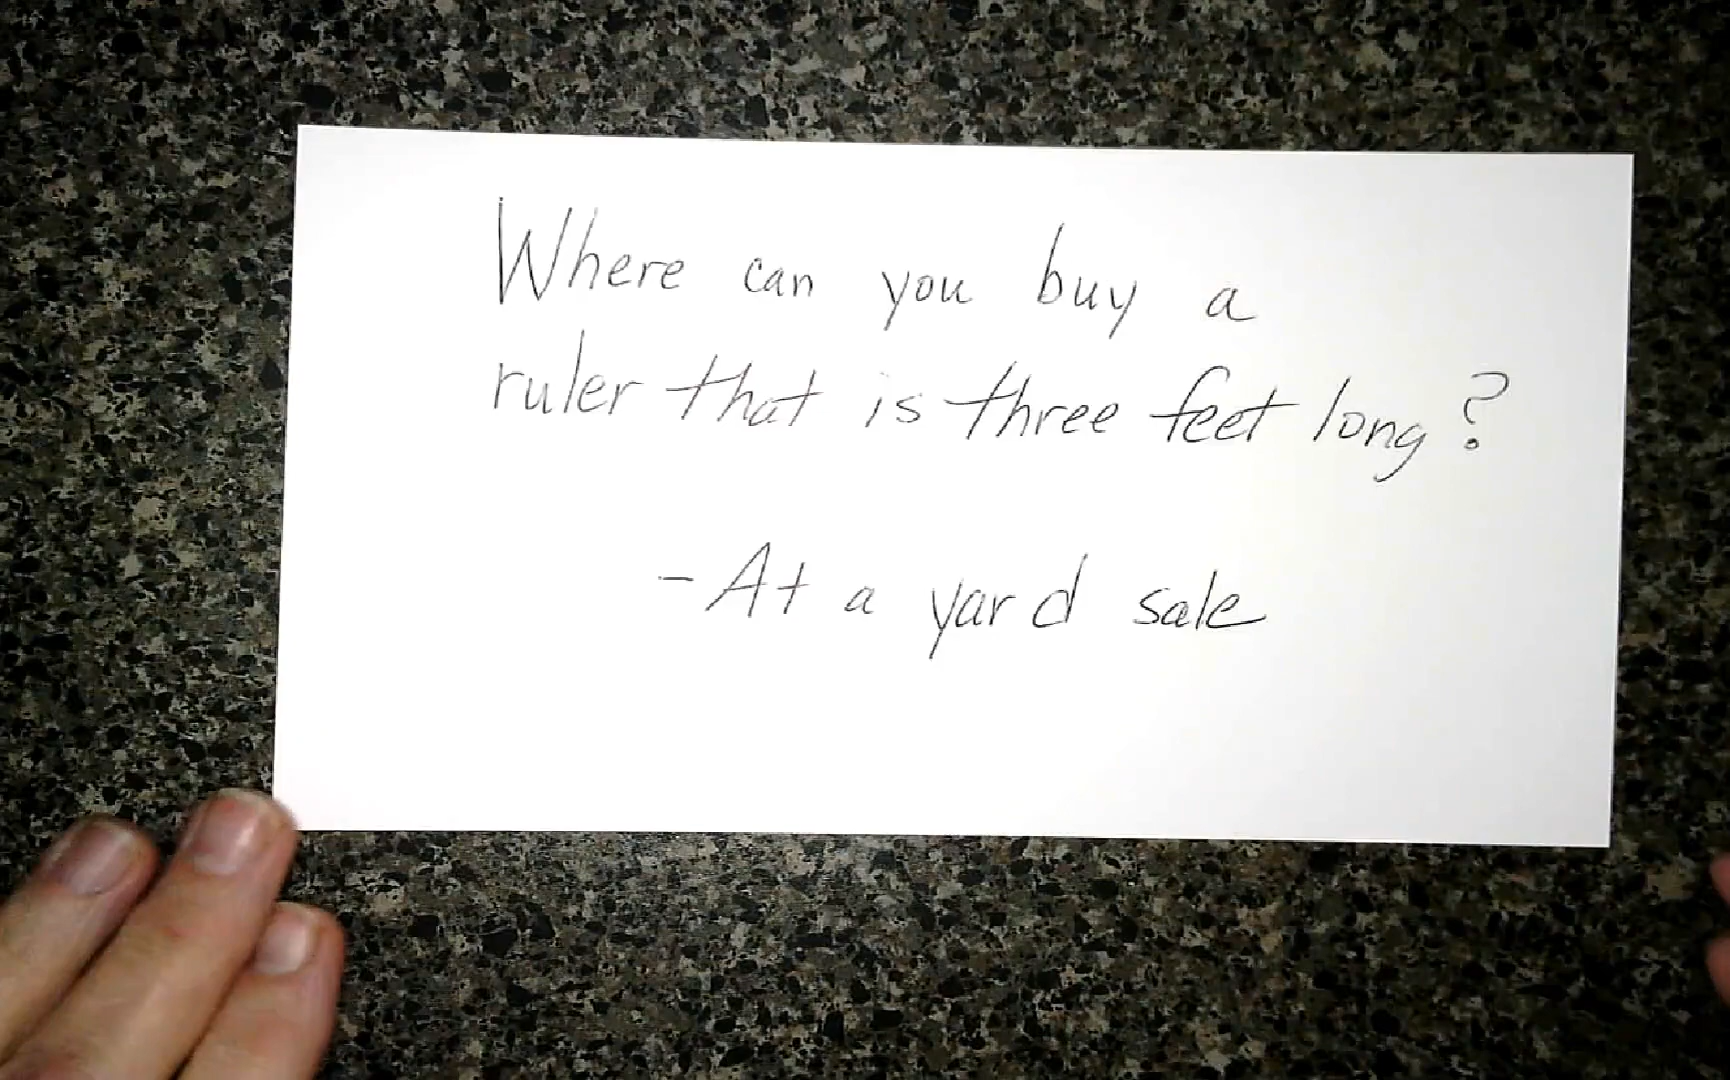 Where can you buy a
ruler that is three feet long?
- At a yard sale